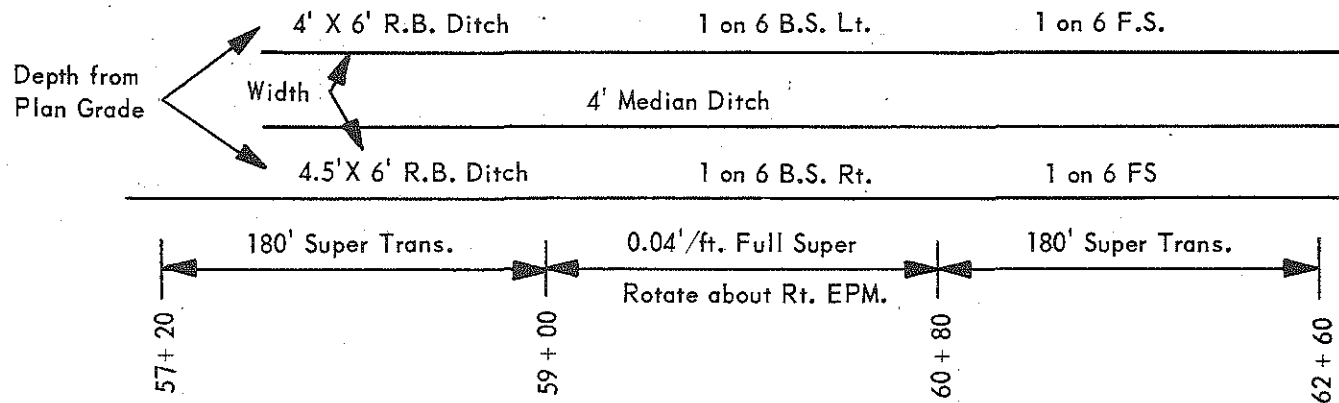 4' X 6' R.B. Ditch 1 on 6 B.S. Lt. 1 on 6 F.S.
Depth from
Plan Grade
Width
4' Median Ditch
4.5'X 6' R.B. Ditch 1 on 6 B.S. Rt. 1 on 6 FS
180' Super Trans. 0.04'/ft. Full Super 180' Super Trans.
Rotate about Rt. EPM.
57 + 20
59 + 00
60 + 80
62 + 60